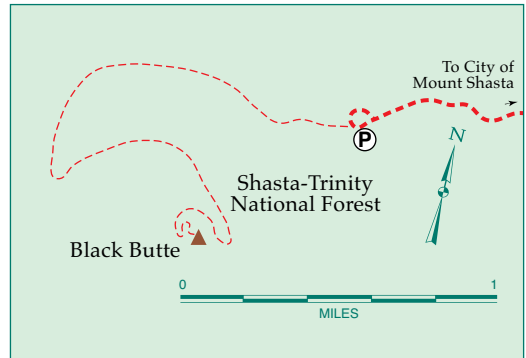 To City of
Mount Shasta
P
N
Shasta-Trinity
National Forest
Black Butte
0 1
MILES